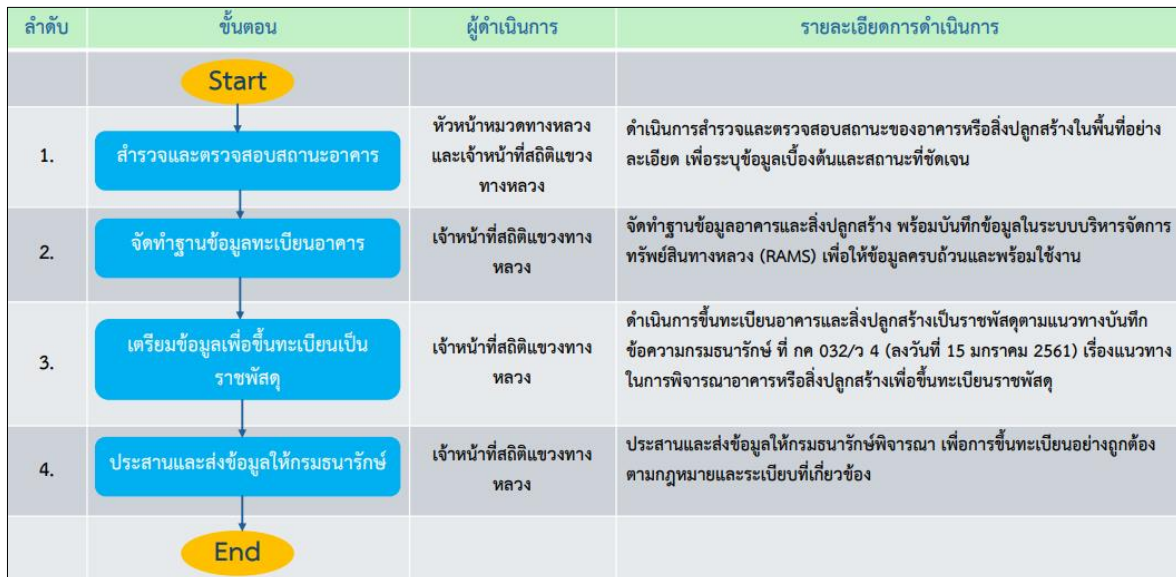 ลำดับ ขั้นตอน ผู้ดำเนินการ รายละเอียดการดำเนินการ
Start
1. สำรวจและตรวจสอบสถานะอาคาร
หัวหน้าหมวดทางหลวง
และเจ้าหน้าที่สถิติแขวง
ทางหลวง
ดำเนินการสำรวจและตรวจสอบสถานะของอาคารหรือสิ่งปลูกสร้างในพื้นที่อย่าง
ละเอียด เพื่อระบุข้อมูลเบื้องต้นและสถานะที่ชัดเจน
2. จัดทำฐานข้อมูลทะเบียนอาคาร
เจ้าหน้าที่สถิติแขวงทาง
หลวง
จัดทำฐานข้อมูลอาคารและสิ่งปลูกสร้าง พร้อมบันทึกข้อมูลในระบบบริหารจัดการ
ทรัพย์สินทางหลวง (RAMS) เพื่อให้ข้อมูลครบถ้วนและพร้อมใช้งาน
3. เตรียมข้อมูลเพื่อขึ้นทะเบียนเป็น
ราชพัสดุ
เจ้าหน้าที่สถิติแขวงทาง
หลวง
ดำเนินการขึ้นทะเบียนอาคารและสิ่งปลูกสร้างเป็นราชพัสดุตามแนวทางบันทึก
ข้อความกรมธนารักษ์ ที่ กค 032/ว 4 (ลงวันที่ 15 มกราคม 2561) เรื่องแนวทาง
ในการพิจารณาอาคารหรือสิ่งปลูกสร้างเพื่อขึ้นทะเบียนราชพัสดุ
4. ประสานและส่งข้อมูลให้กรมธนารักษ์
เจ้าหน้าที่สถิติแขวงทาง
หลวง
ประสานและส่งข้อมูลให้กรมธนารักษ์พิจารณา เพื่อการขึ้นทะเบียนอย่างถูกต้อง
ตามกฎหมายและระเบียบที่เกี่ยวข้อง
End